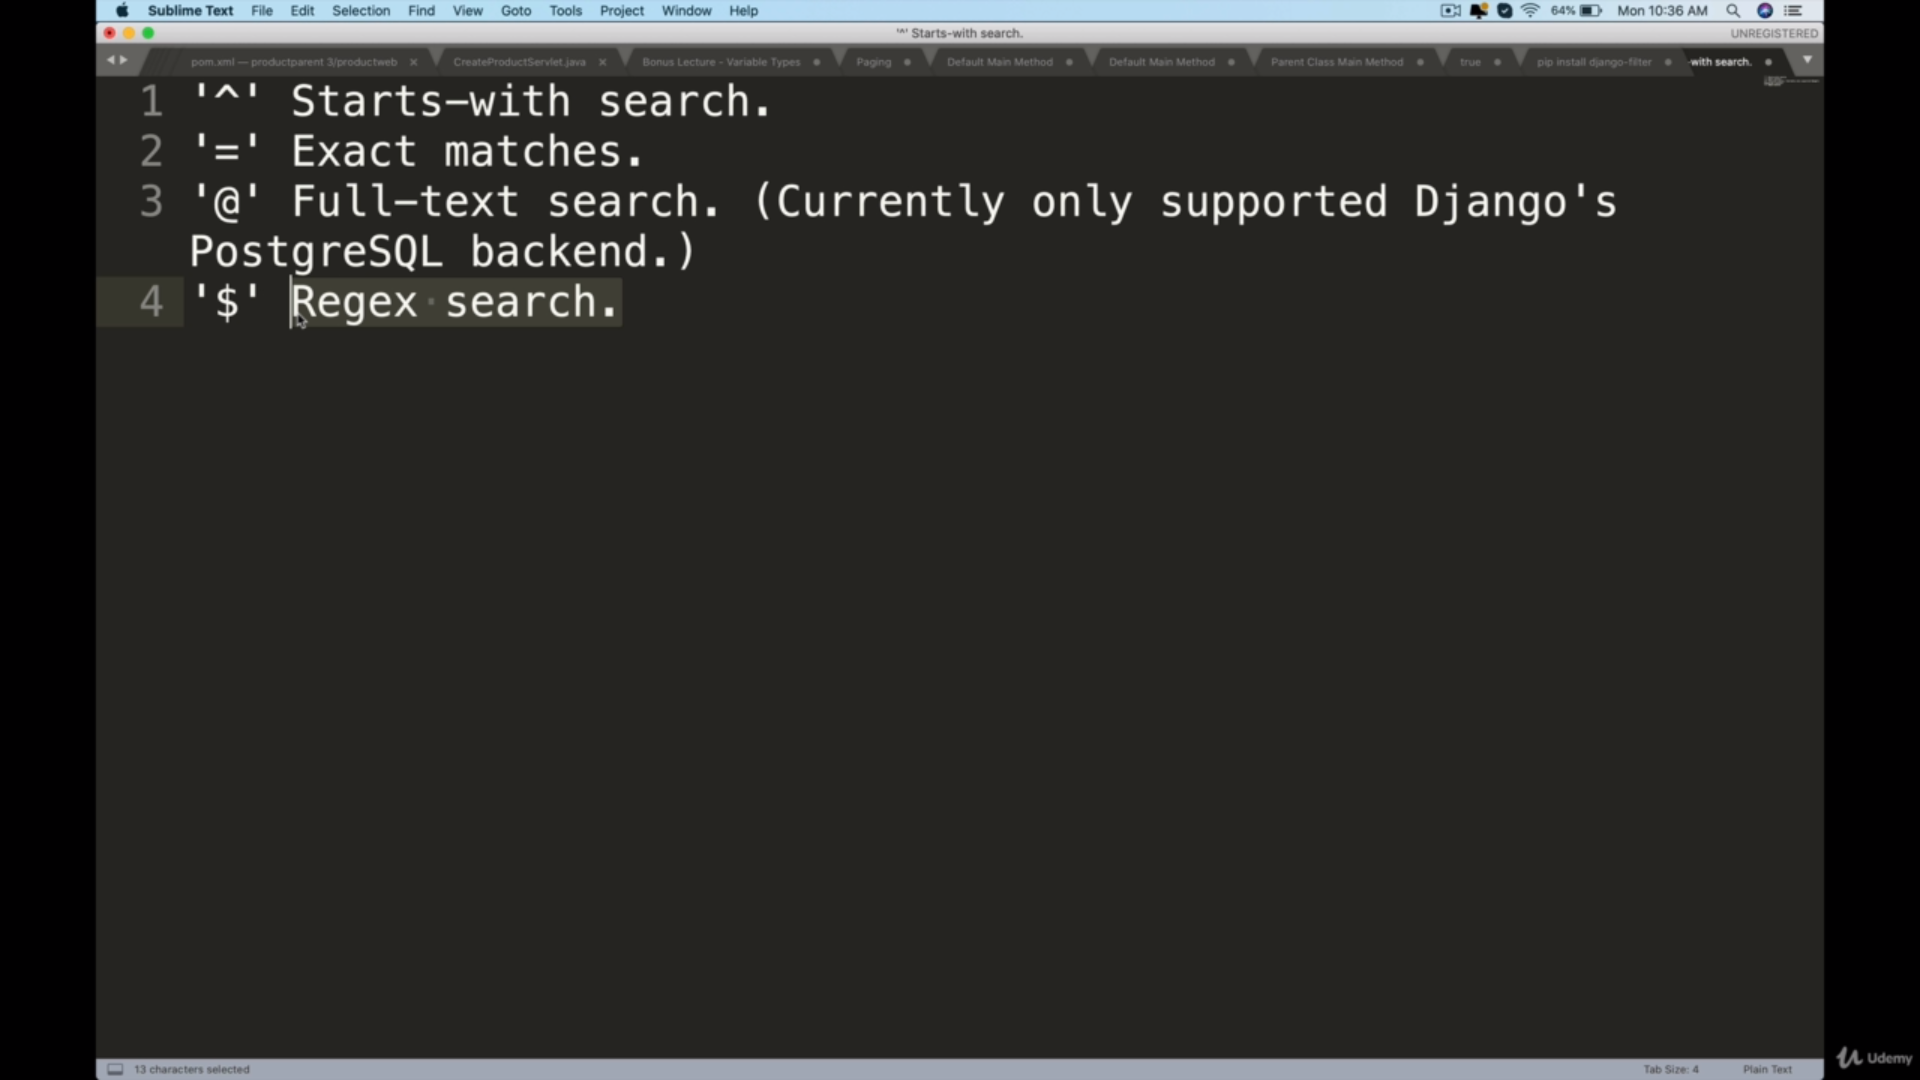 Sublime Text File Edit Selection Find View Goto Tools Project Window Help 64% Mon 10:36 AM
'^' Starts-with search. UNREGISTERED
pom.xml — productparent 3/productweb CreateProductServlet.java Bonus Lecture - Variable Types Paging Default Main Method Default Main Method Parent Class Main Method true pip install django-filter -with search.
1 '^' Starts-with search.
2 '=' Exact matches.
3 '@' Full-text search. (Currently only supported Django's
PostgreSQL backend.)
4 '$' Regex search.
13 characters selected Tab Size: 4 Plain Text
Udemy